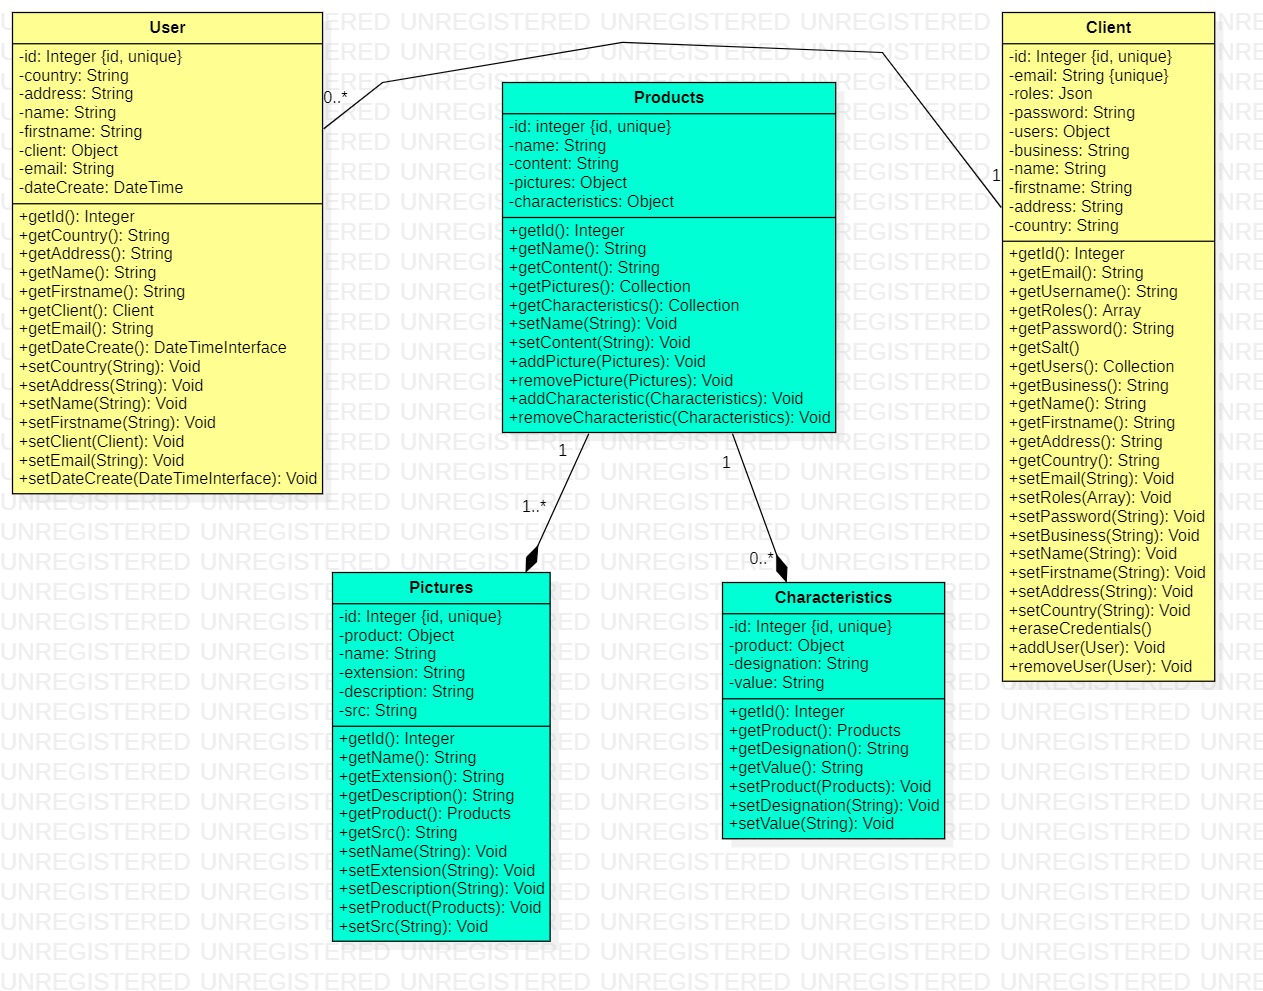 User
-id: Integer {id, unique}
-country: String
-address: String
-name: String
-firstname: String
-client: Object
-email: String
-dateCreate: DateTime
+getId(): Integer
+getCountry(): String
+getAddress(): String
+getName(): String
+getFirstname(): String
+getClient(): Client
+getEmail(): String
+getDateCreate(): DateTimeInterface
+setCountry(String): Void
+setAddress(String): Void
+setName(String): Void
+setFirstname(String): Void
+setClient(Client): Void
+setEmail(String): Void
+setDateCreate(DateTimeInterface): Void
0..*
1
Products
-id: integer {id, unique}
-name: String
-content: String
-pictures: Object
-characteristics: Object
+getId(): Integer
+getName(): String
+getContent(): String
+getPictures(): Collection
+getCharacteristics(): Collection
+setName(String): Void
+setContent(String): Void
+addPicture(Pictures): Void
+removePicture(Pictures): Void
+addCharacteristic(Characteristics): Void
+removeCharacteristic(Characteristics): Void
1
1..*
1
0..*
Client
-id: Integer {id, unique}
-email: String {unique}
-roles: Json
-password: String
-users: Object
-business: String
-name: String
-firstname: String
-address: String
-country: String
+getId(): Integer
+getEmail(): String
+getUsername(): String
+getRoles(): Array
+getPassword(): String
+getSalt()
+getUsers(): Collection
+getBusiness(): String
+getName(): String
+getFirstname(): String
+getAddress(): String
+getCountry(): String
+setEmail(String): Void
+setRoles(Array): Void
+setPassword(String): Void
+setBusiness(String): Void
+setName(String): Void
+setFirstname(String): Void
+setAddress(String): Void
+setCountry(String): Void
+eraseCredentials()
+addUser(User): Void
+removeUser(User): Void
Pictures
-id: Integer {id, unique}
-product: Object
-name: String
-extension: String
-description: String
-src: String
+getId(): Integer
+getName(): String
+getExtension(): String
+getDescription(): String
+getProduct(): Products
+getSrc(): String
+setName(String): Void
+setExtension(String): Void
+setDescription(String): Void
+setProduct(Products): Void
+setSrc(String): Void
Characteristics
-id: Integer {id, unique}
-product: Object
-designation: String
-value: String
+getId(): Integer
+getProduct(): Products
+getDesignation(): String
+getValue(): String
+setProduct(Products): Void
+setDesignation(String): Void
+setValue(String): Void
UNREGISTERED